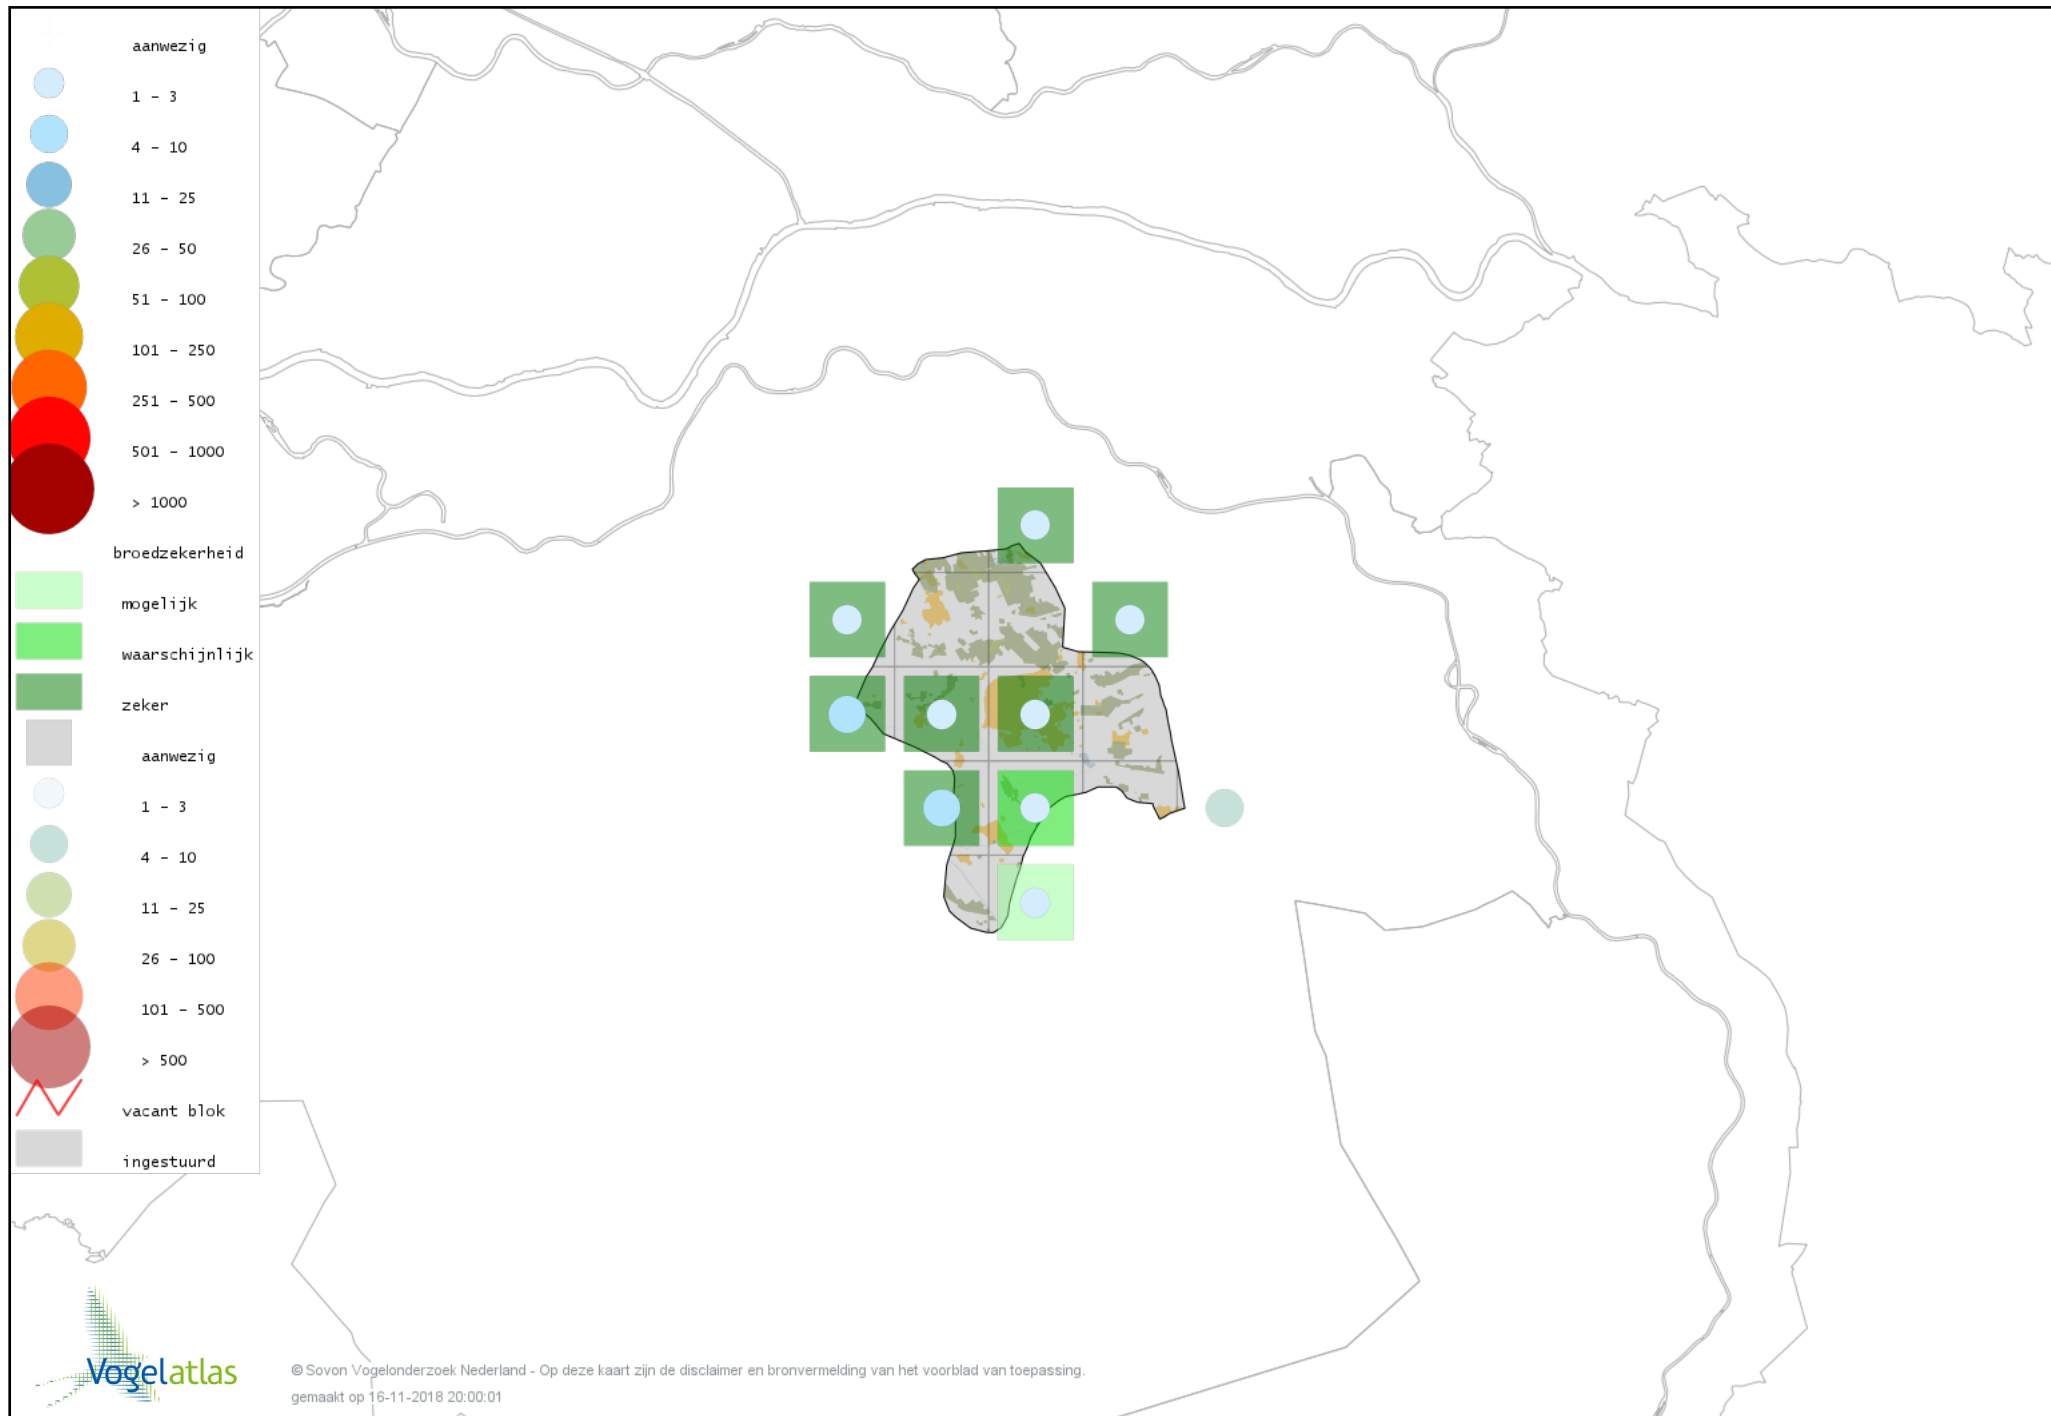 aanwezig
1 - 3
4 - 10
11 - 25
26 - 50
51 - 100
101 - 250
251 - 500
501 - 1000
> 1000
broedzekerheid
mogelijk
waarschijnlijk
zeker
aanwezig
1 - 3
4 - 10
11 - 25
26 - 100
101 - 500
> 500
vacant blok
ingestuurd
Vogelatlas
© Sovon Vogelonderzoek Nederland - Op deze kaart zijn de disclaimer en bronvermelding van het voorblad van toepassing.
gemaakt op 16-11-2018 20:00:01